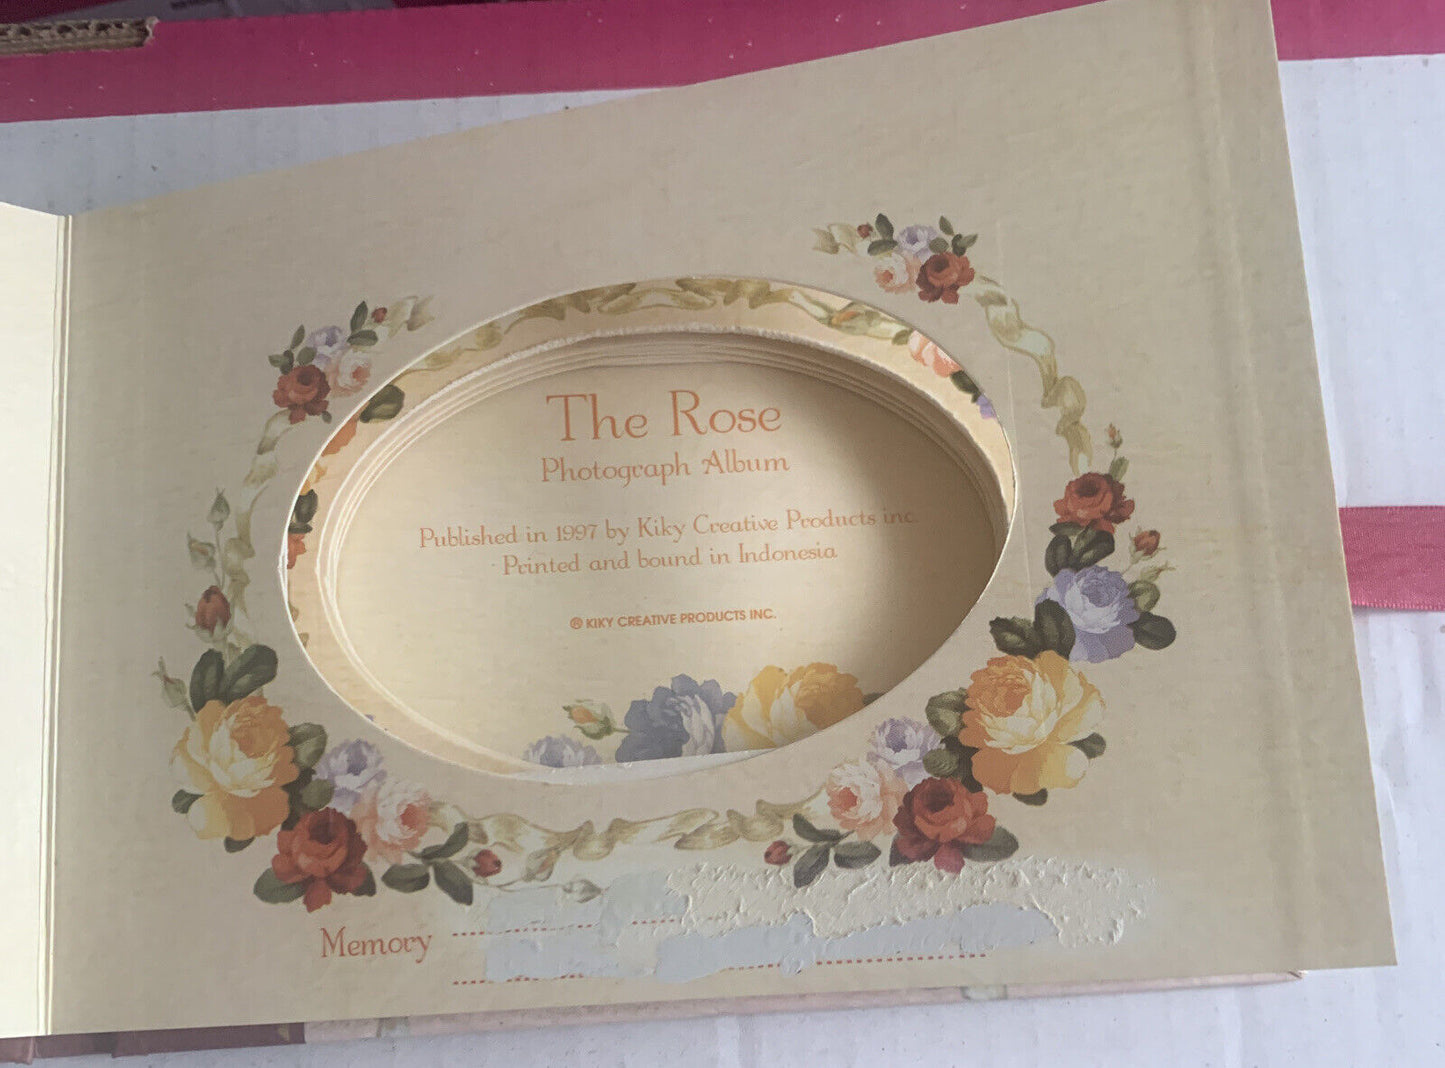 The Rose
Photograph Album
Published in 1997 by Kiky Creative Products inc.
Printed and bound in Indonesia
® KIKY CREATIVE PRODUCTS INC.
Memory